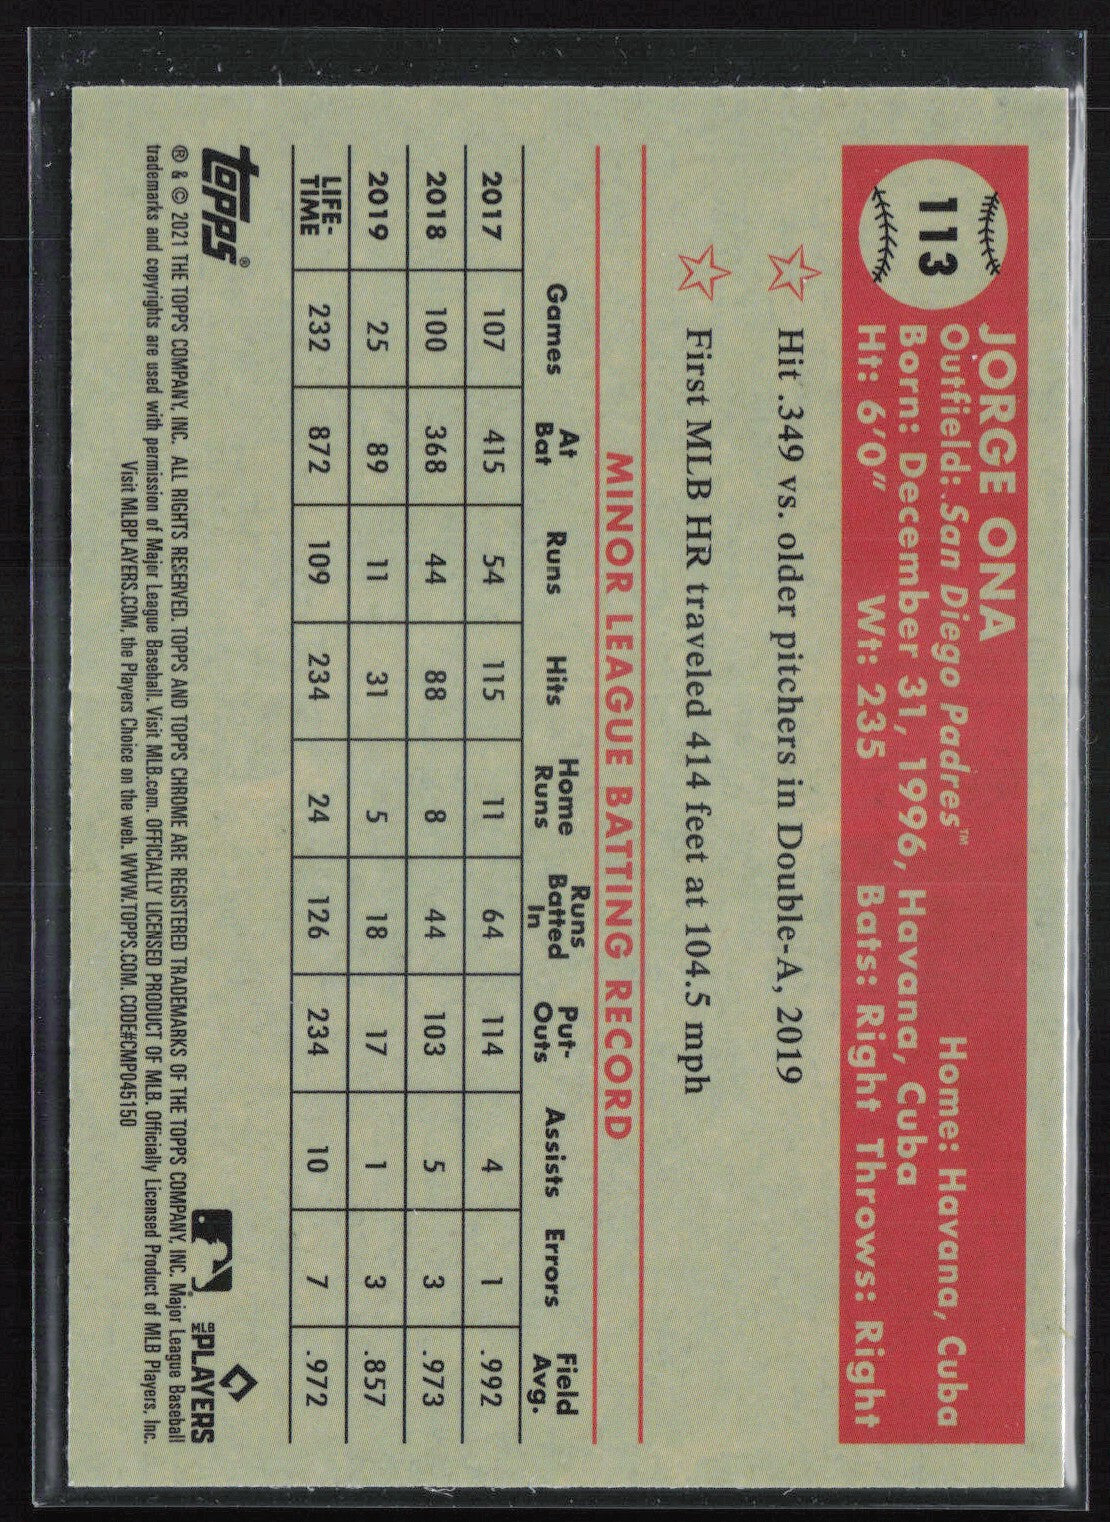 113
JORGE ONA
Outfield: San Diego Padres™ Home: Havana, Cuba
Born: December 31, 1996, Havana, Cuba
Ht: 6'0" Wt: 235 Bats: Right Throws: Right
Hit .349 vs. older pitchers in Double-A, 2019
First MLB HR traveled 414 feet at 104.5 mph
MINOR LEAGUE BATTING RECORD
Games At Bat Runs Hits Home Runs Runs Batted In Put-Outs Assists Errors Field Avg.
2017 107 415 54 115 11 64 114 4 1 .992
2018 100 368 44 88 8 44 103 5 3 .973
2019 25 89 11 31 5 18 17 1 3 .857
LIFE-TIME 232 872 109 234 24 126 234 10 7 .972
topps®
MLB PLAYERS
® & © 2021 THE TOPPS COMPANY, INC. ALL RIGHTS RESERVED. TOPPS AND TOPPS CHROME ARE REGISTERED TRADEMARKS OF THE TOPPS COMPANY, INC. Major League Baseball
trademarks and copyrights are used with permission of Major League Baseball. Visit MLB.com. OFFICIALLY LICENSED PRODUCT OF MLB. Officially Licensed Product of MLB Players, Inc.
Visit MLBPLAYERS.COM, the Players Choice on the web. WWW.TOPPS.COM. CODE#CMP045150